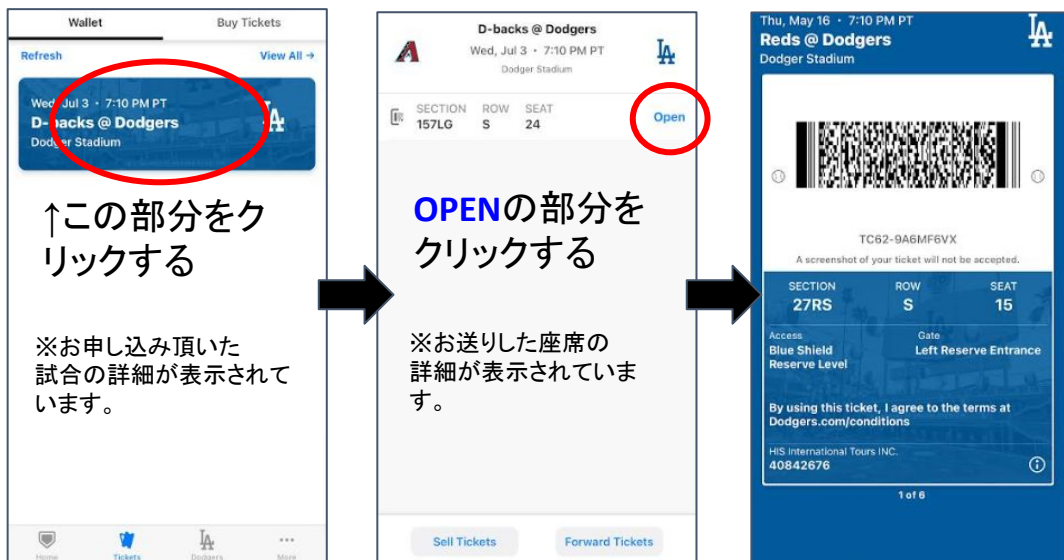 Wallet
Buy Tickets
Refresh
View All →
Wed, Jul 3 • 7:10 PM PT
D-backs @ Dodgers
Dodger Stadium
LA
↑この部分をク
リックする
※お申し込み頂いた
試合の詳細が表示されて
います。
Home
Tickets
Dodgers
More
D-backs @ Dodgers
Wed, Jul 3 • 7:10 PM PT
Dodger Stadium
A
LA
SECTION ROW SEAT
157LG S 24
Open
OPENの部分を
クリックする
※お送りした座席の
詳細が表示されていま
す。
Sell Tickets
Forward Tickets
Thu, May 16 • 7:10 PM PT
Reds @ Dodgers
Dodger Stadium
LA
TC62-9A6MF6VX
A screenshot of your ticket will not be accepted.
SECTION ROW SEAT
27RS S 15
Access Gate
Blue Shield Left Reserve Entrance
Reserve Level
By using this ticket, I agree to the terms at
Dodgers.com/conditions
HIS International Tours INC.
40842676
1 of 6